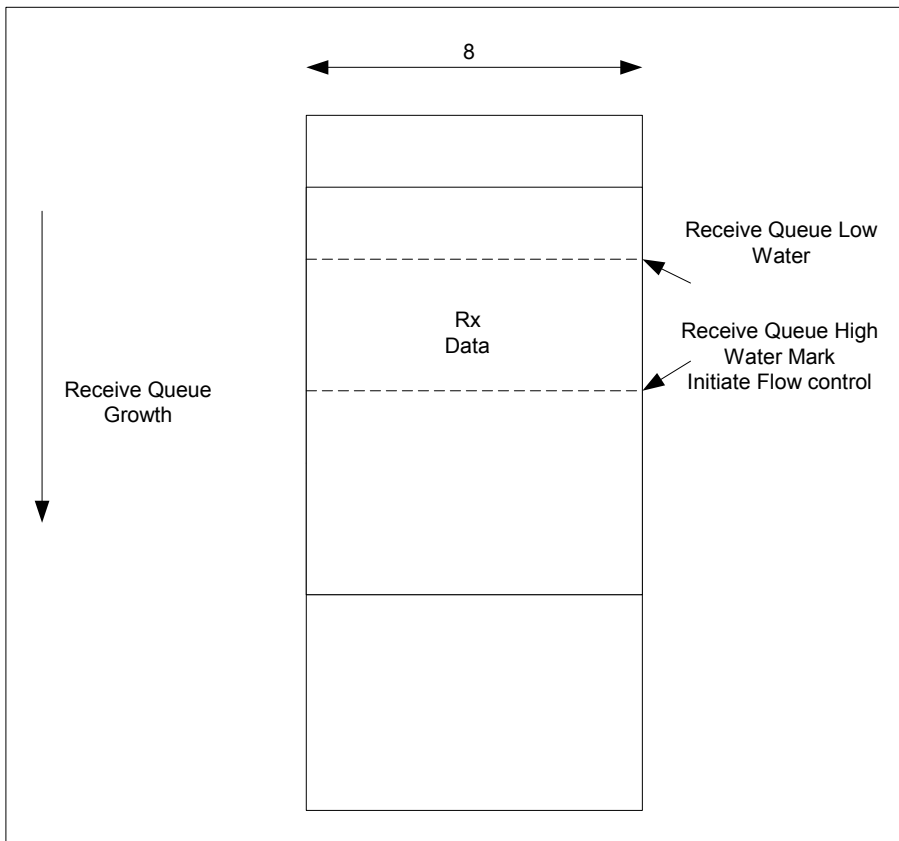 8
Receive Queue Low
Water
Rx
Data
Receive Queue High
Water Mark
Initiate Flow control
Receive Queue
Growth